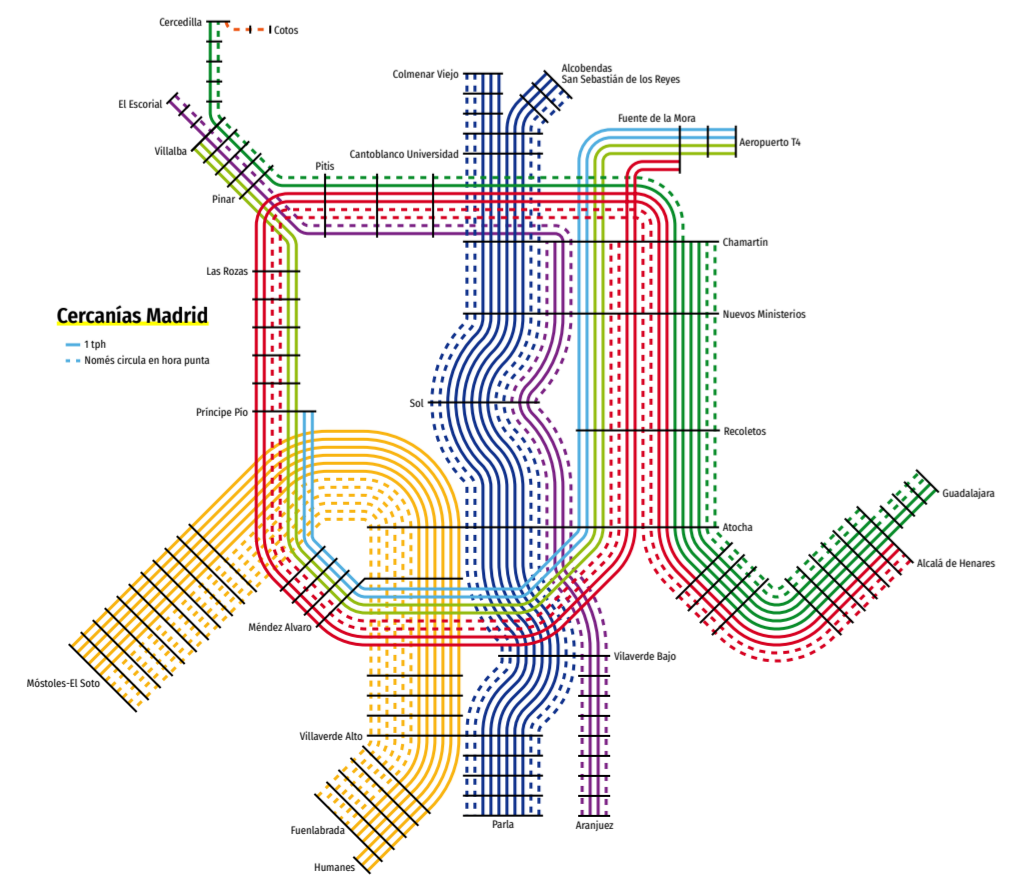 Cercedilla
Cotos
Colmenar Viejo
Alcobendas
San Sebastián de los Reyes
El Escorial
Fuente de la Mora
Aeropuerto T4
Villalba
Cantoblanco Universidad
Pitis
Pinar
Chamartín
Las Rozas
Cercanías Madrid
Nuevos Ministerios
1 tph
Només circula en hora punta
Sol
Príncipe Pío
Recoletos
Guadalajara
Atocha
Alcalá de Henares
Méndez Alvaro
Vilaverde Bajo
Móstoles-El Soto
Villaverde Alto
Parla
Aranjuez
Fuenlabrada
Humanes